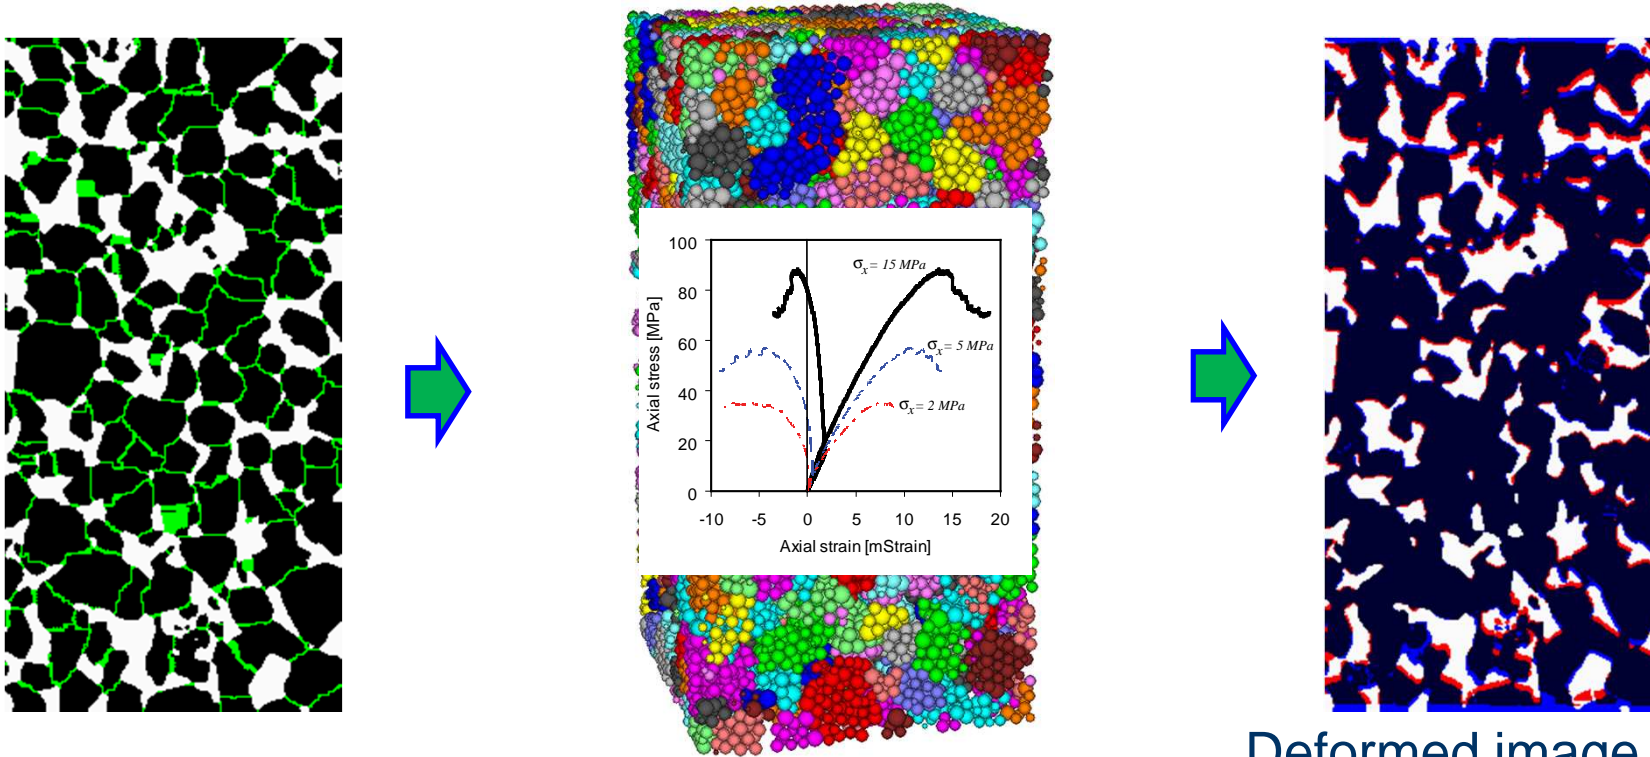 100
80
60
40
20
0
Axial stress [MPa]
σx = 15 MPa
σx = 5 MPa
σx = 2 MPa
-10 -5 0 5 10 15 20
Axial strain [mStrain]
Deformed image